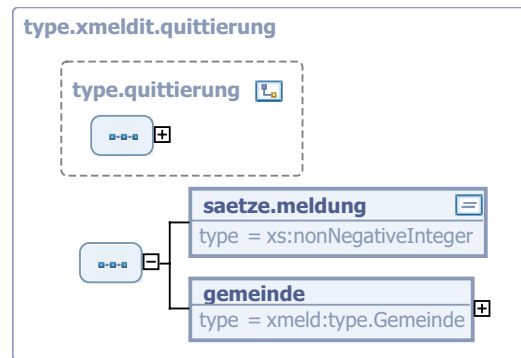 type.xmeldit.quittierung
type.quittierung
saetze.meldung
type = xs:nonNegativeInteger
gemeinde
type = xmeld:type.Gemeinde